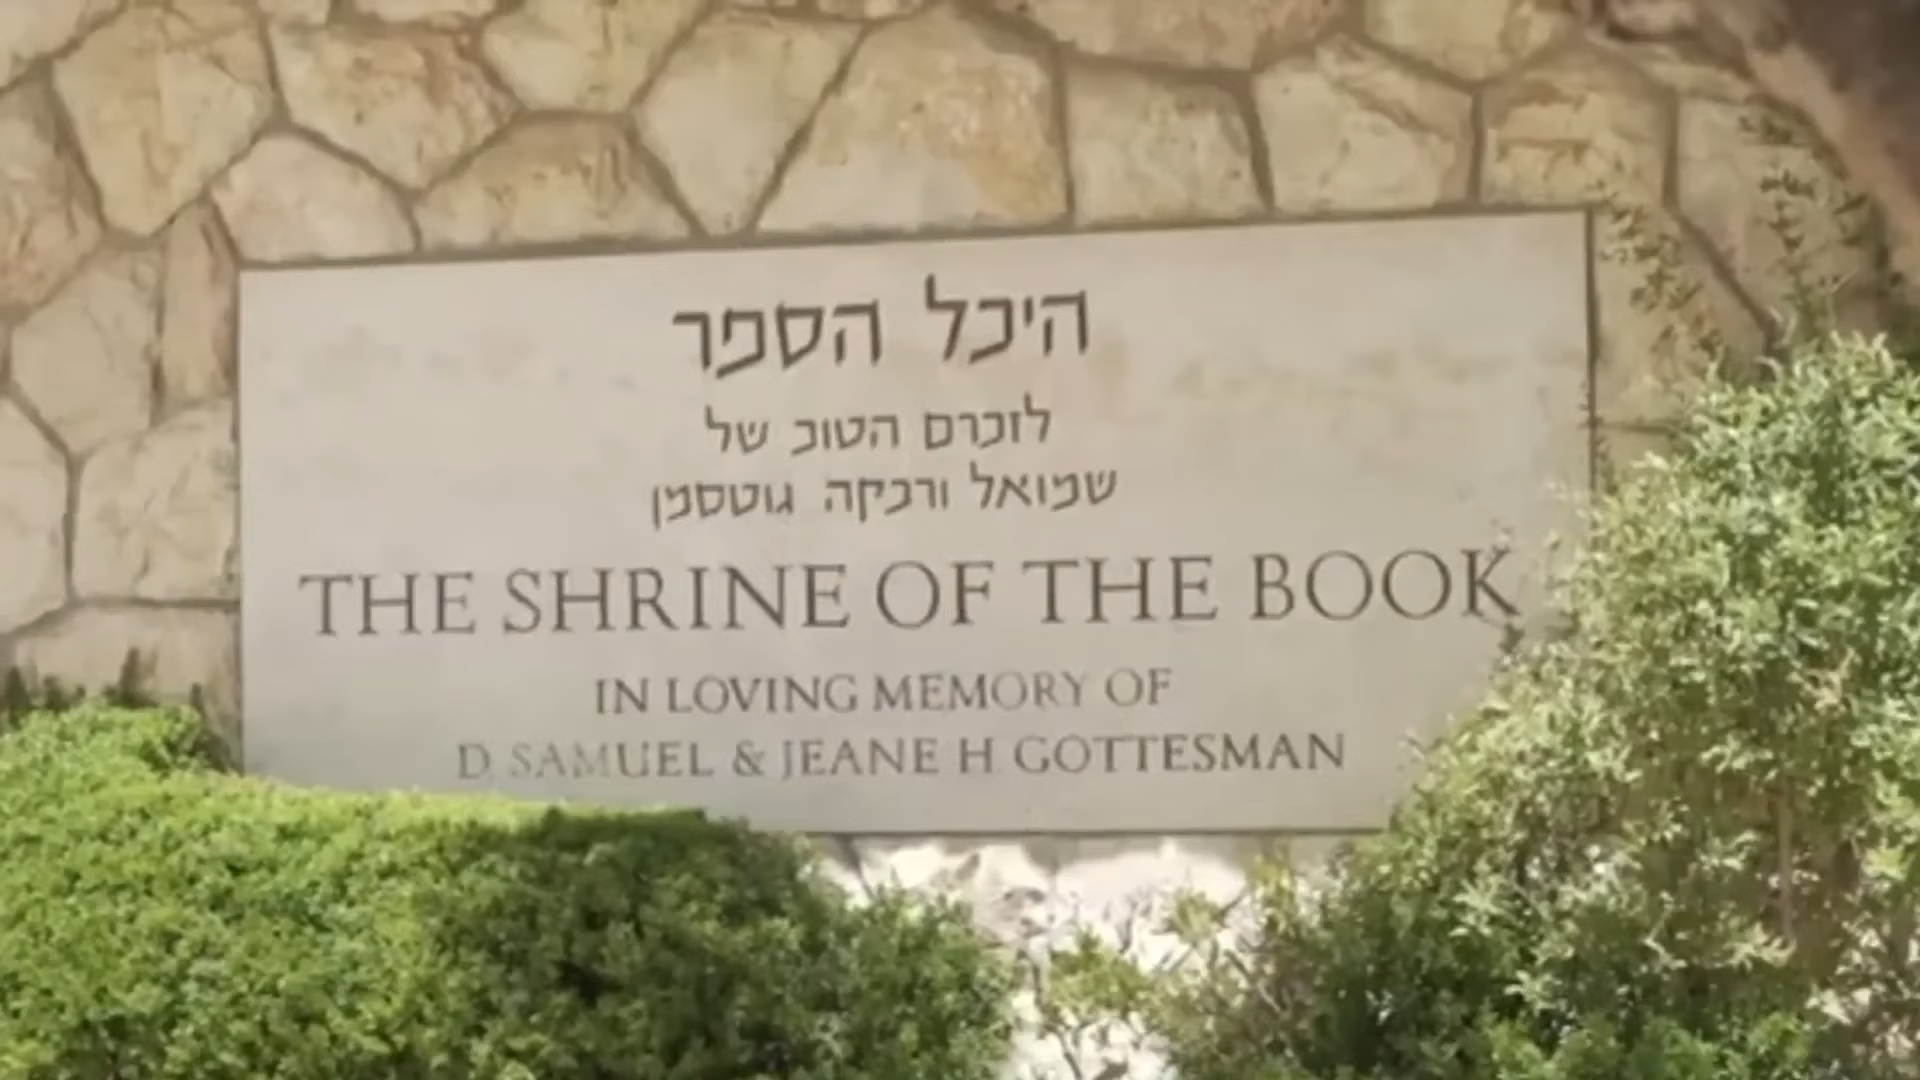 היכל הספר
לזכרם הטוב של
שמואל ורבקה גוטסמן
THE SHRINE OF THE BOOK
IN LOVING MEMORY OF
D. SAMUEL & JEANE H. GOTTESMAN